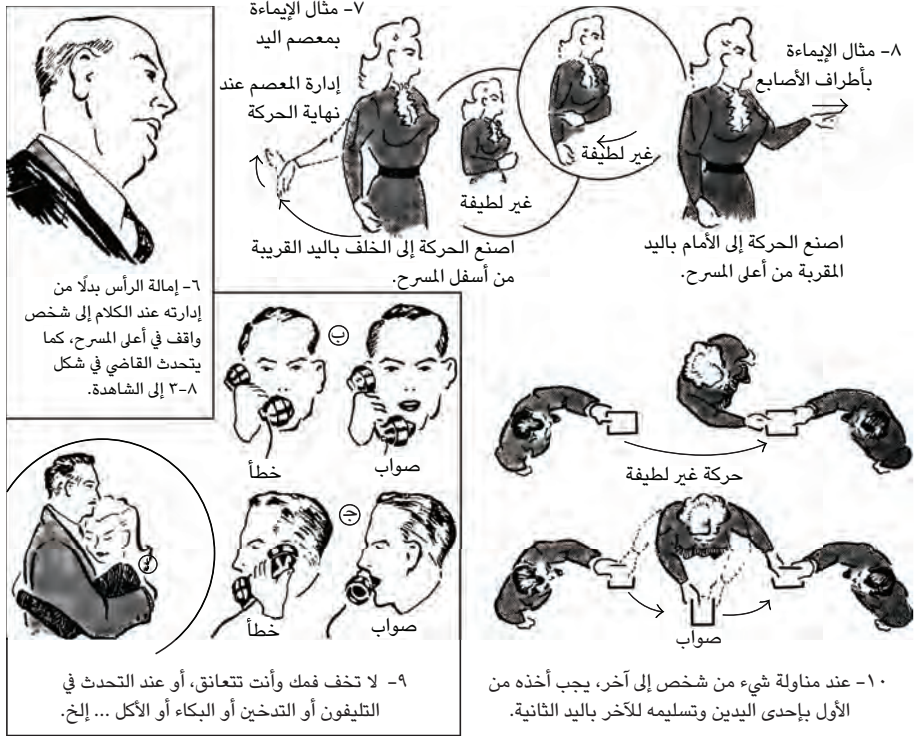 ٧- مثال الإيماءة
بمعصم اليد
إدارة المعصم عند
نهاية الحركة
غير لطيفة
اصنع الحركة إلى الخلف باليد القريبة
من أسفل المسرح.
٨- مثال الإيماءة
بأطراف الأصابع
غير لطيفة
اصنع الحركة إلى الأمام باليد
المقربة من أعلى المسرح.
٦- إمالة الرأس بدلًا من
إدارته عند الكلام إلى شخص
واقف في أعلى المسرح، كما
يتحدث القاضي في شكل
٨-٣ إلى الشاهدة.
ب
صواب
خطأ
ج
صواب
خطأ
٩- لا تخف فمك وأنت تتعانق، أو عند التحدث في
التليفون أو التدخين أو البكاء أو الأكل ... إلخ.
حركة غير لطيفة
صواب
١٠- عند مناولة شيء من شخص إلى آخر، يجب أخذه من
الأول بإحدى اليدين وتسليمه للآخر باليد الثانية.